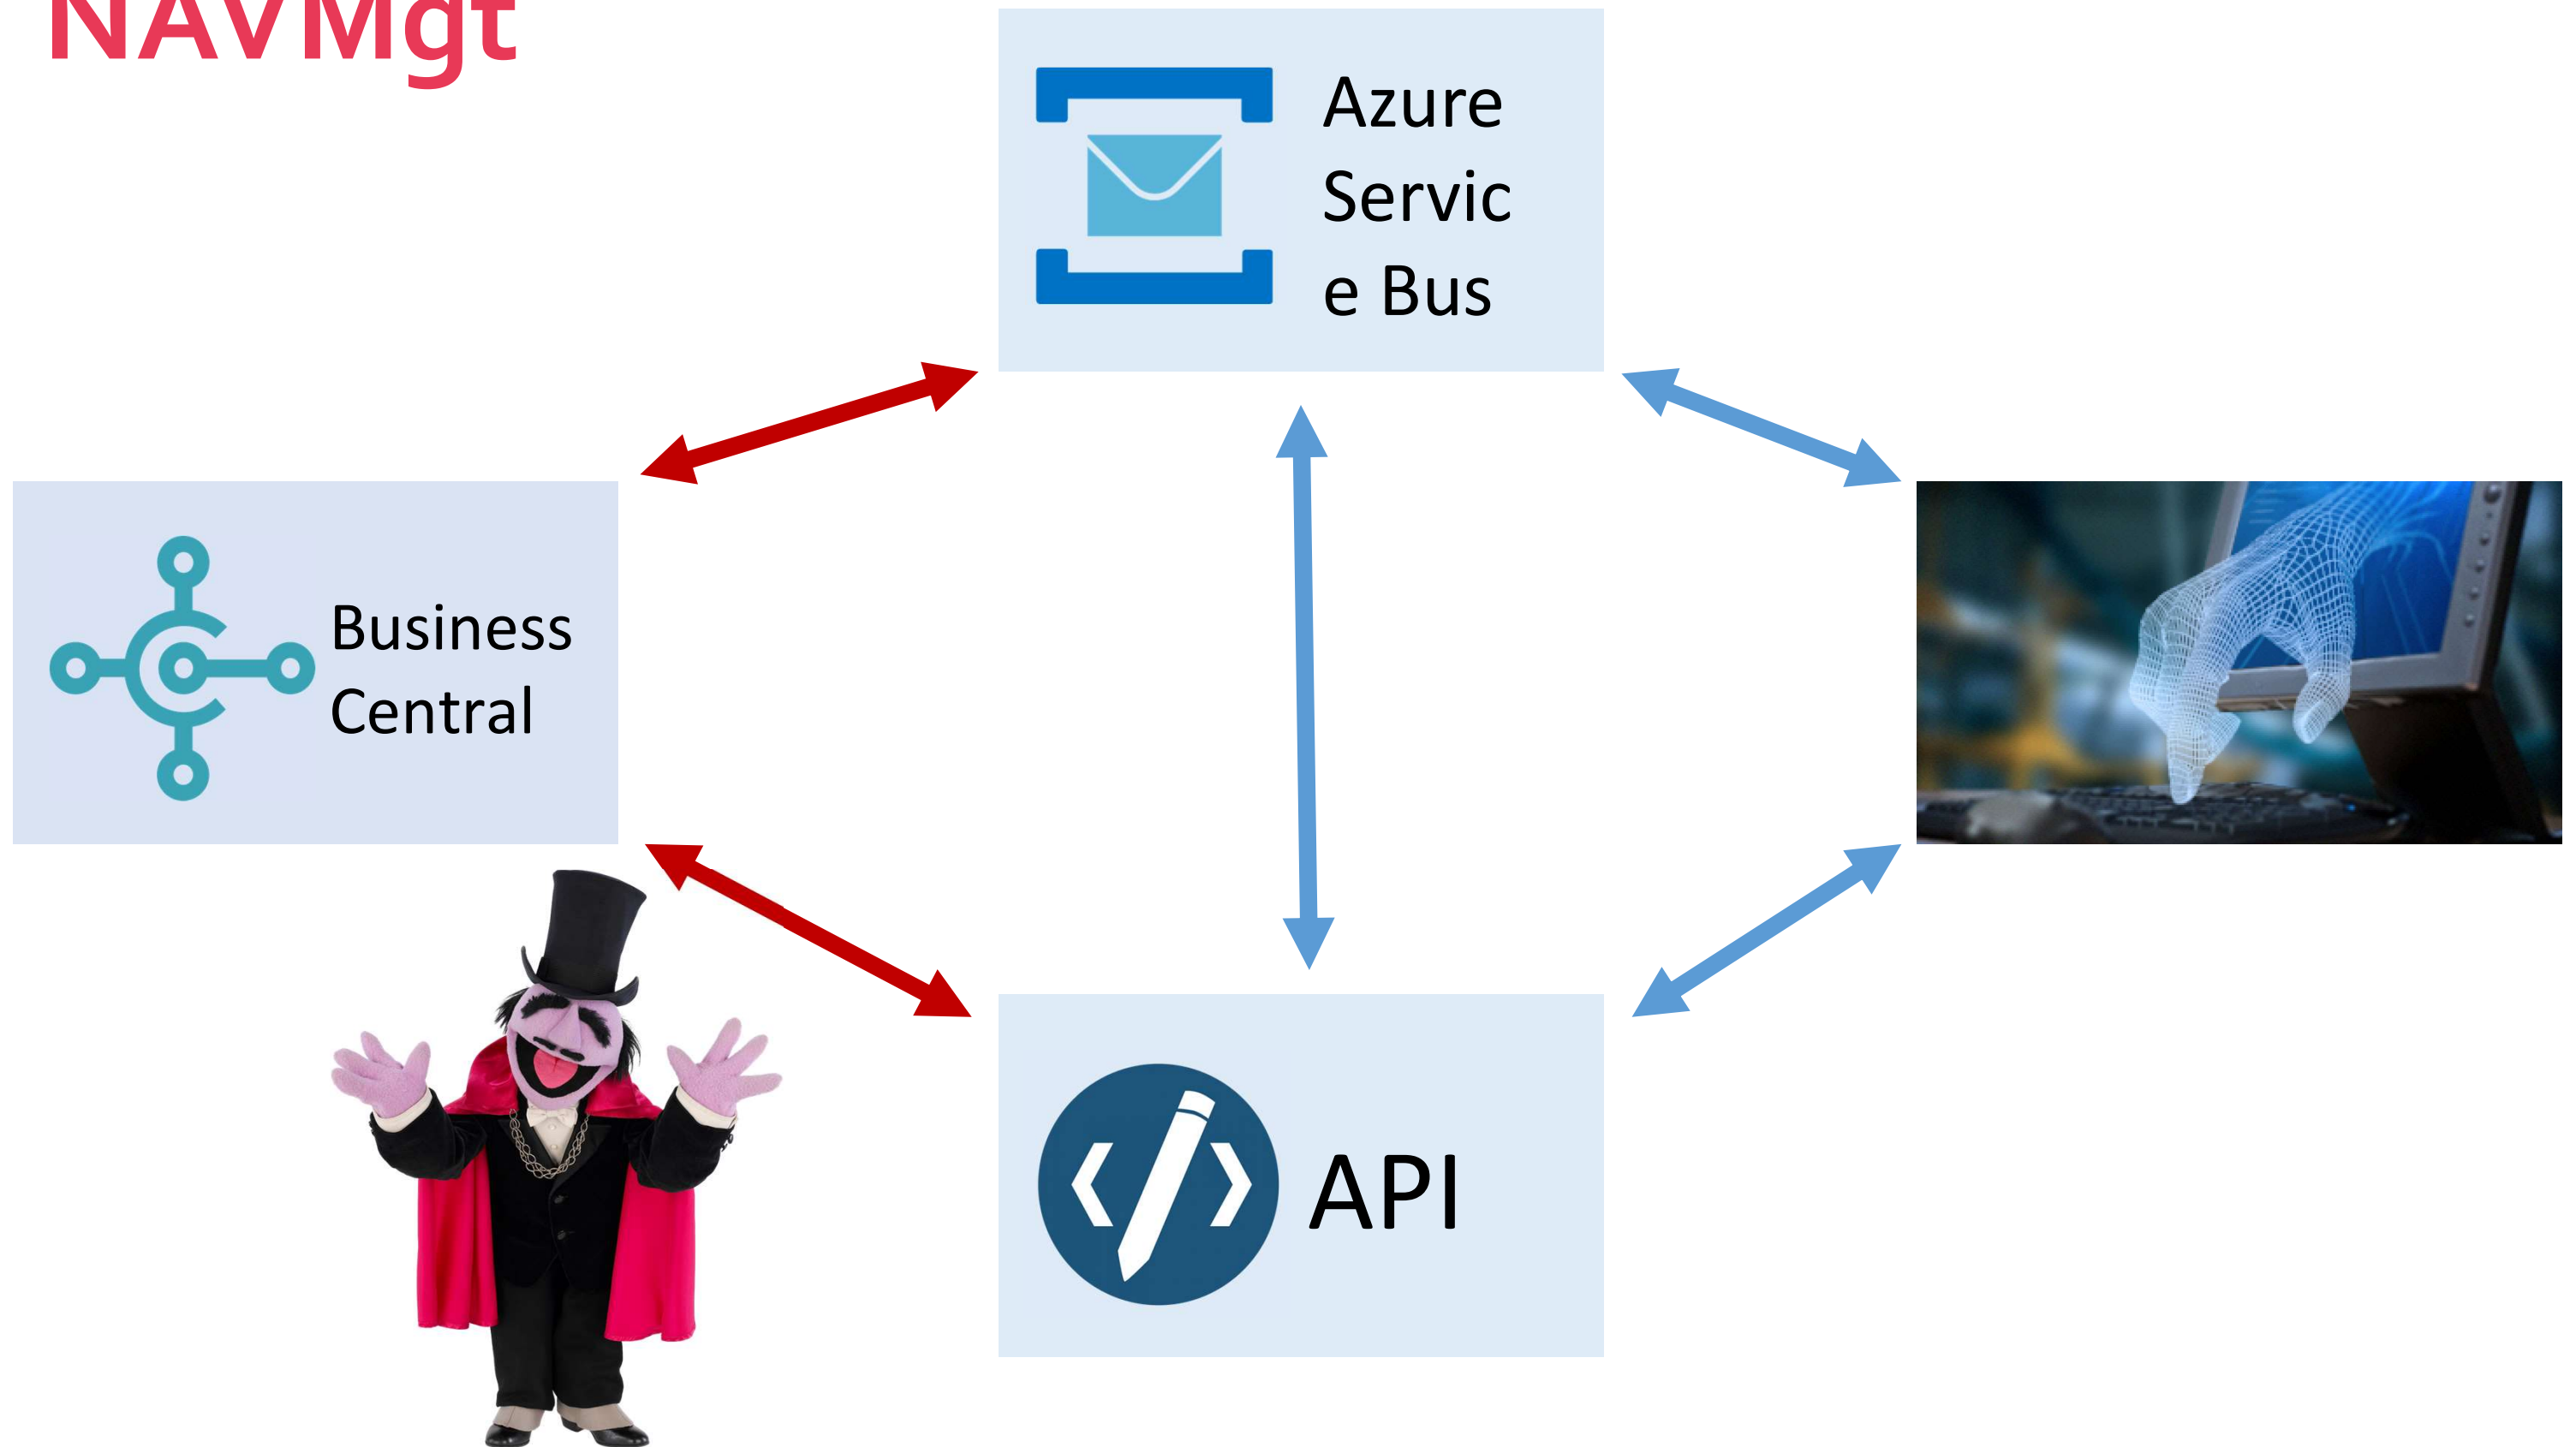 NAVMgt
Azure
Servic
e Bus
Business
Central
API